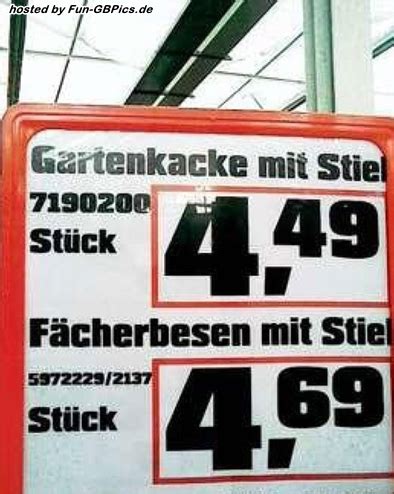 hosted by Fun-GBPics.de
Gartenkacke mit Stiel
7190200
Stück
4,49
Fächerbesen mit Stiel
5972229/2137
Stück
4,69